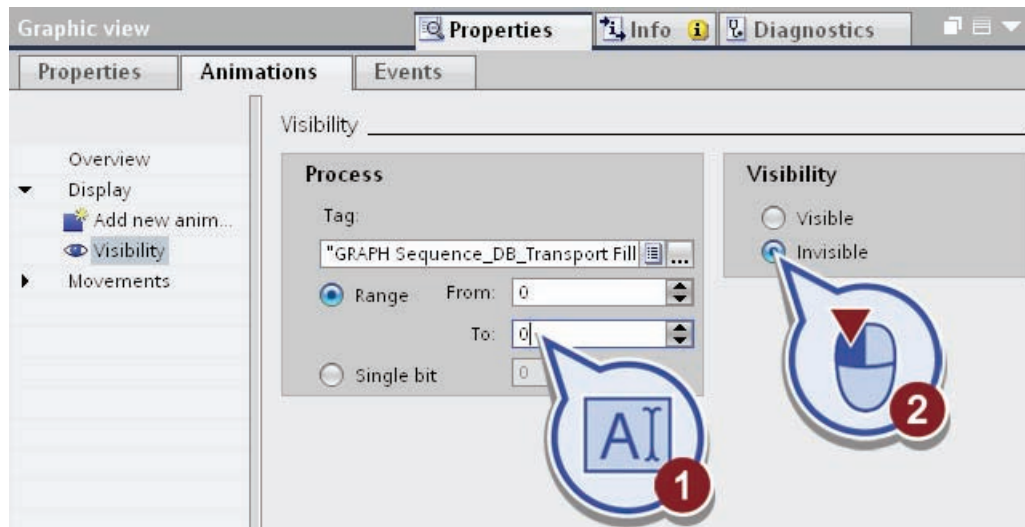 Graphic view
Properties Info Diagnostics
Properties Animations Events
Visibility
Overview
Display
Add new anim...
Visibility
Movements
Process
Tag:
"GRAPH Sequence_DB_Transport Fill ...
Range From: 0
To: 0
Single bit 0
Visibility
Visible
Invisible
A
1
2